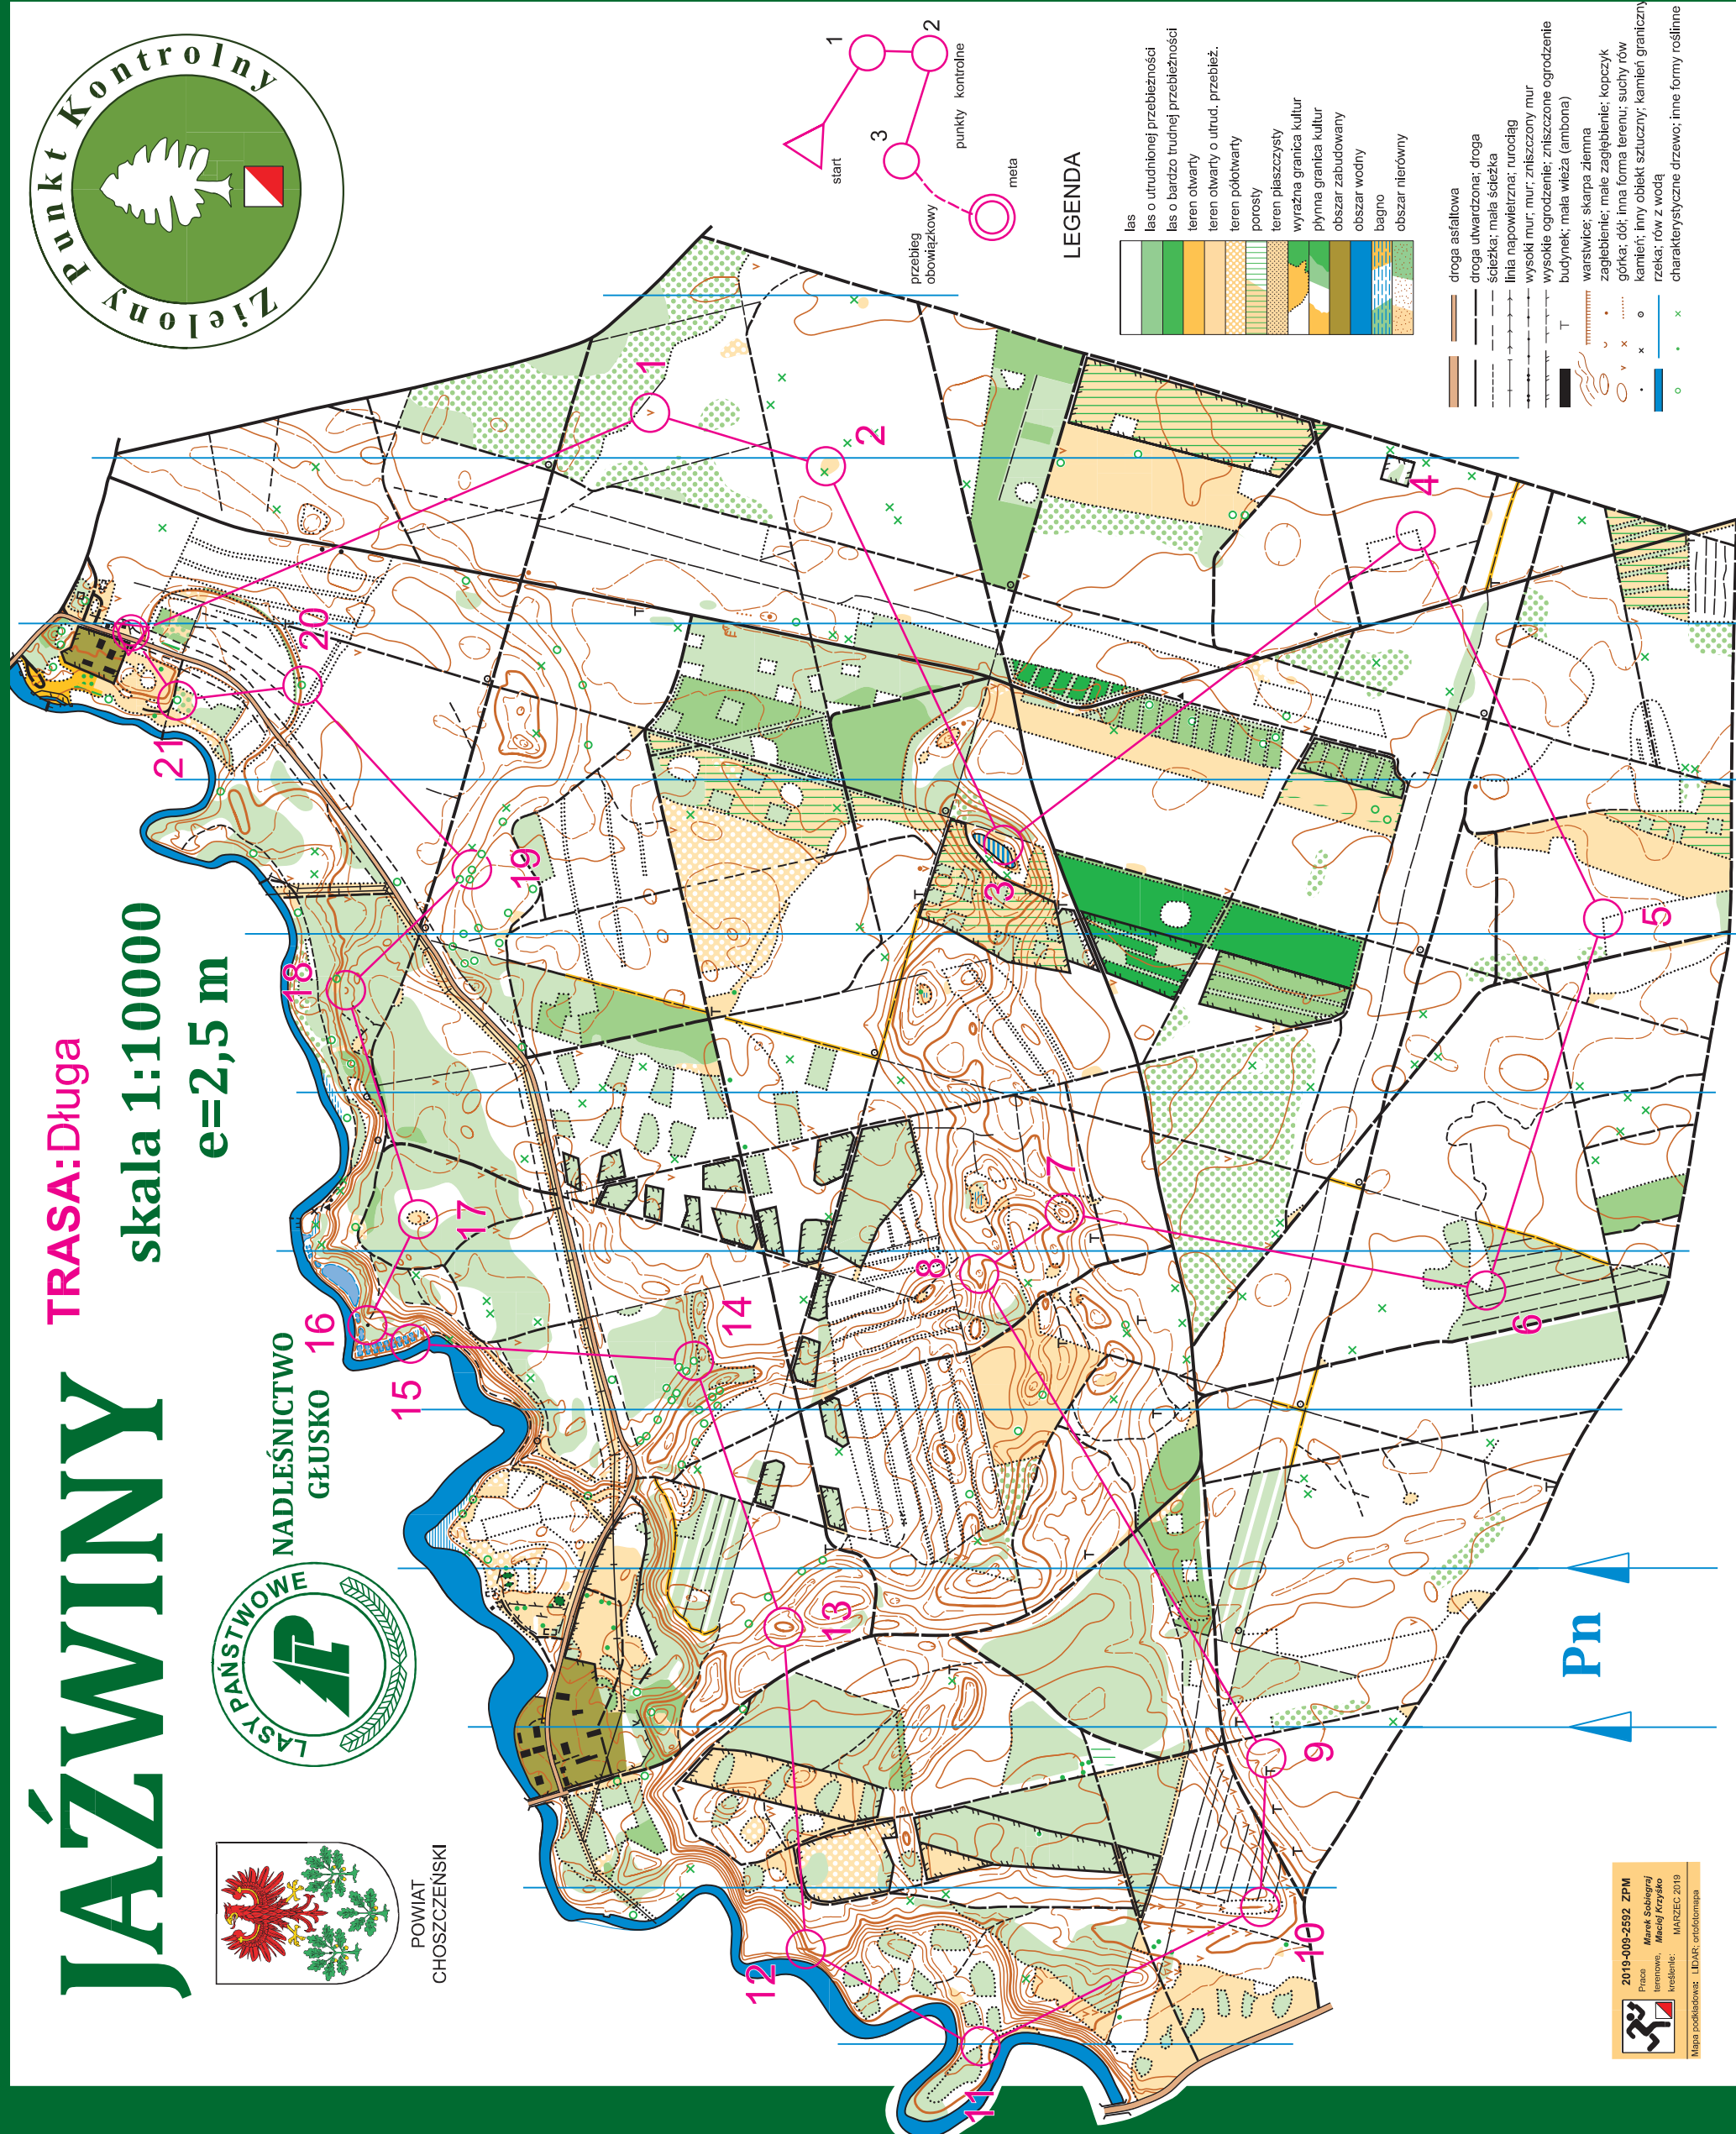 JAŹWINY
TRASA:Długa
skala 1:10000
e=2,5 m
NADLEŚNICTWO
GŁUSKO
LASY PAŃSTWOWE
LP
POWIAT
CHOSZCZEŃSKI
Zielony Punkt Kontrolny
start
1
2
3
punkty kontrolne
przebieg
obowiązkowy
meta
LEGENDA
las
las o utrudnionej przebieżności
las o bardzo trudnej przebieżności
teren otwarty
teren otwarty o utrud. przebież.
teren półotwarty
porosty
teren piaszczysty
wyraźna granica kultur
płynna granica kultur
obszar zabudowany
obszar wodny
bagno
obszar nierówny
droga asfaltowa
droga utwardzona; droga
ścieżka; mała ścieżka
linia napowietrzna; rurociąg
wysoki mur; mur; zniszczony mur
wysokie ogrodzenie; zniszczone ogrodzenie
budynek; mała wieża (ambona)
warstwice; skarpa ziemna
zagłębienie; małe zagłębienie; kopczyk
górka; dół; inna forma terenu; suchy rów
kamień; inny obiekt sztuczny; kamień graniczny
rzeka; rów z wodą
charakterystyczne drzewo; inne formy roślinne
1
2
3
4
5
6
7
8
9
10
11
12
13
14
15
16
17
18
19
20
21
Pn
2019-009-2592 ZPM
Prace Marek Sobiegraj
terenowe, Maciej Krzyśko
kreślenie: MARZEC 2019
Mapa podkładowa: LIDAR; ortofotomapa